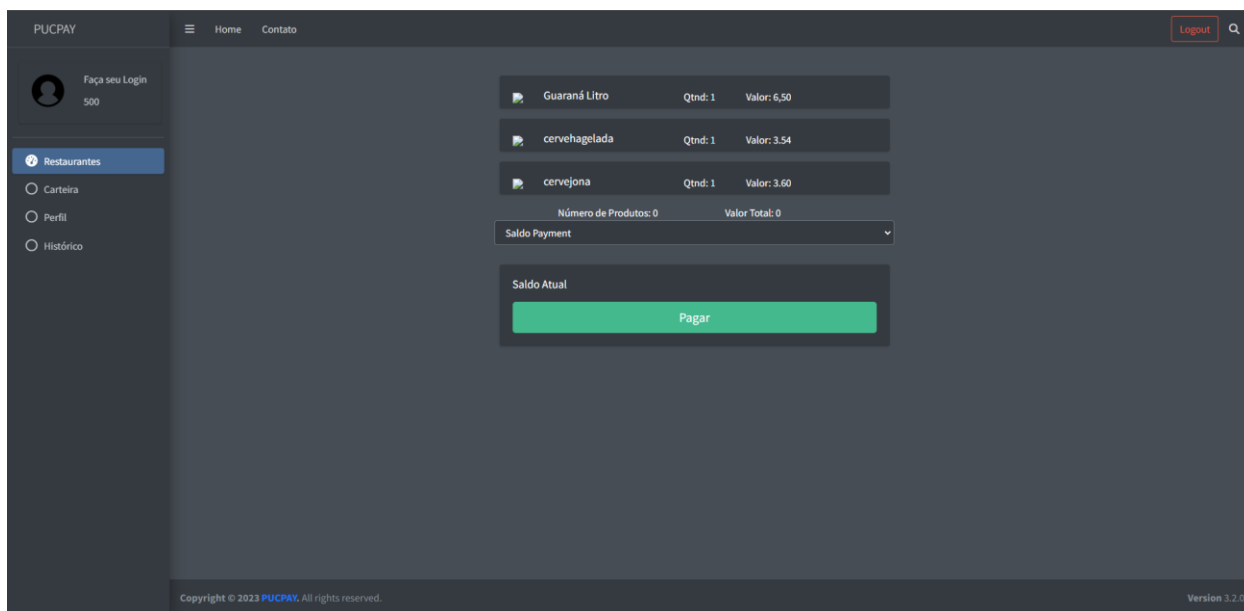 PUCPAY
Home Contato
Logout
Faça seu Login
500
Restaurantes
Carteira
Perfil
Histórico
Guaraná Litro Qtnd: 1 Valor: 6,50
cervehagelada Qtnd: 1 Valor: 3.54
cervejona Qtnd: 1 Valor: 3.60
Número de Produtos: 0 Valor Total: 0
Saldo Payment
Saldo Atual
Pagar
Copyright © 2023 PUCPAY. All rights reserved.
Version 3.2.0